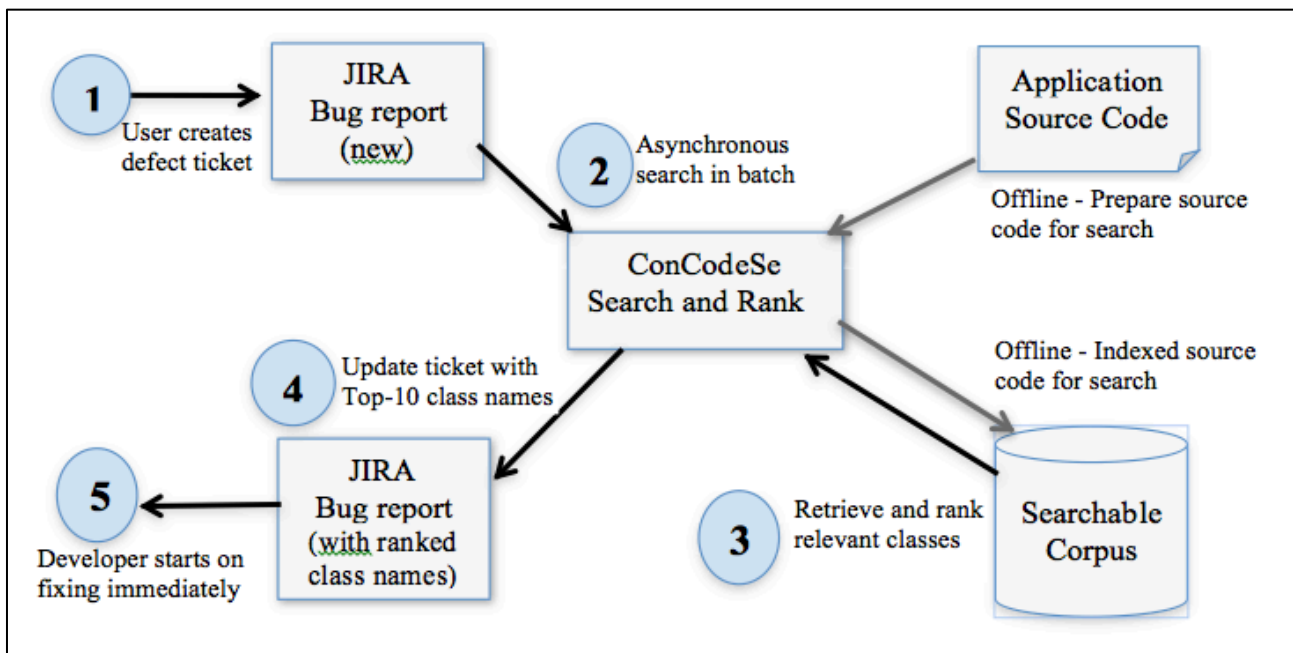 1
User creates
defect ticket
JIRA
Bug report
(new)
2
Asynchronous
search in batch
Application
Source Code
Offline - Prepare source
code for search
ConCodeSe
Search and Rank
Offline - Indexed source
code for search
Searchable
Corpus
3
Retrieve and rank
relevant classes
4
Update ticket with
Top-10 class names
JIRA
Bug report
(with ranked
class names)
5
Developer starts on
fixing immediately